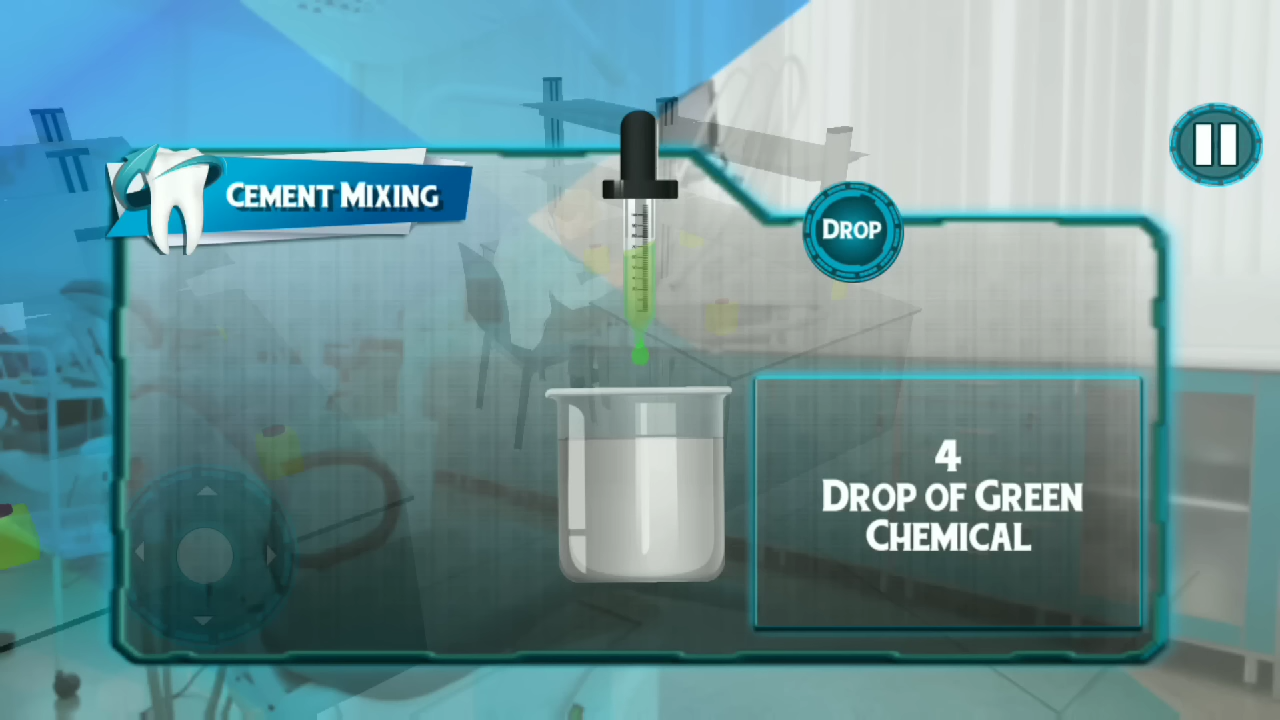 CEMENT MIXING
DROP
4
DROP OF GREEN
CHEMICAL